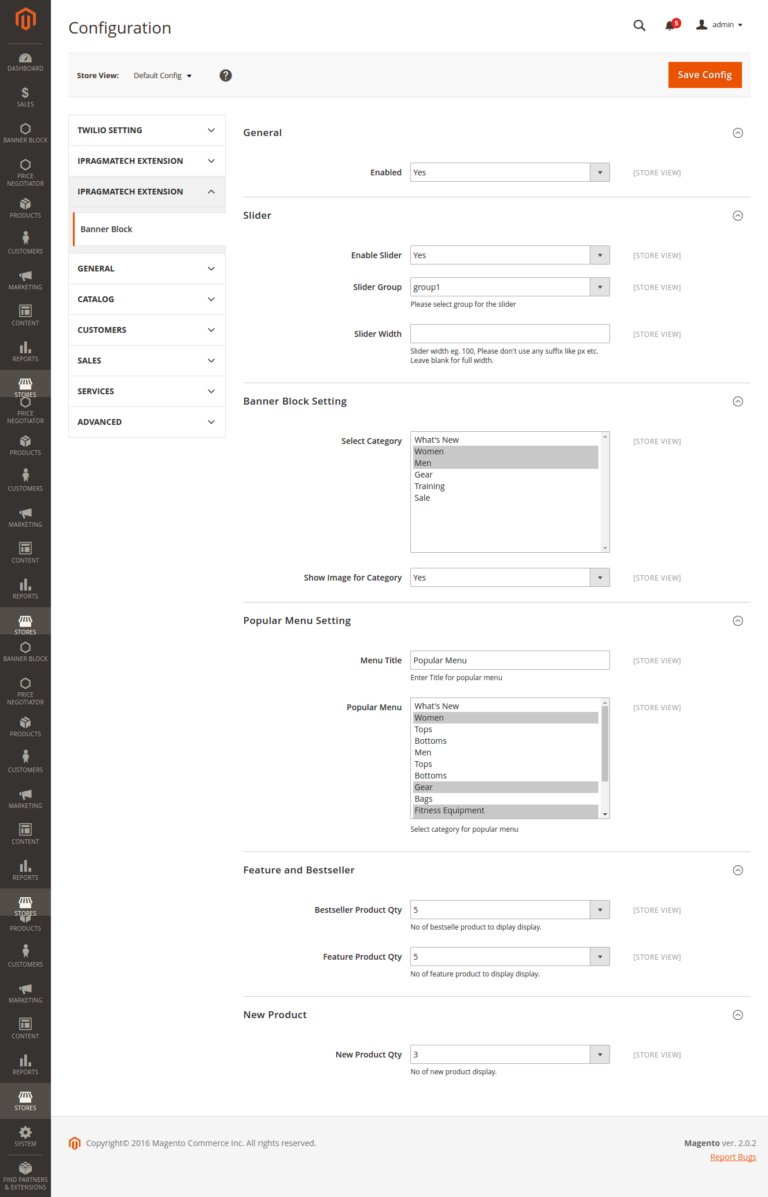 Configuration
5
admin
Store View:
Default Config
?
Save Config
DASHBOARD
$
SALES
BANNER BLOCK
PRICE
NEGOTIATOR
PRODUCTS
CUSTOMERS
MARKETING
CONTENT
REPORTS
STORES
PRICE
NEGOTIATOR
PRODUCTS
CUSTOMERS
MARKETING
CONTENT
REPORTS
STORES
BANNER BLOCK
PRICE
NEGOTIATOR
PRODUCTS
CUSTOMERS
MARKETING
CONTENT
REPORTS
STORES
PRODUCTS
CUSTOMERS
MARKETING
CONTENT
REPORTS
STORES
SYSTEM
FIND PARTNERS
& EXTENSIONS
TWILIO SETTING
IPRAGMATECH EXTENSION
IPRAGMATECH EXTENSION
Banner Block
GENERAL
CATALOG
CUSTOMERS
SALES
SERVICES
ADVANCED
General
Enabled
Yes
[STORE VIEW]
Slider
Enable Slider
Yes
[STORE VIEW]
Slider Group
group1
[STORE VIEW]
Please select group for the slider
Slider Width
[STORE VIEW]
Slider width eg. 100, Please don't use any suffix like px etc.
Leave blank for full width.
Banner Block Setting
Select Category
What's New
Women
Men
Gear
Training
Sale
[STORE VIEW]
Show Image for Category
Yes
[STORE VIEW]
Popular Menu Setting
Menu Title
Popular Menu
[STORE VIEW]
Enter Title for popular menu
Popular Menu
What's New
Women
Tops
Bottoms
Men
Tops
Bottoms
Gear
Bags
Fitness Equipment
[STORE VIEW]
Select category for popular menu
Feature and Bestseller
Bestseller Product Qty
5
[STORE VIEW]
No of bestselle product to diplay display.
Feature Product Qty
5
[STORE VIEW]
No of feature product to display display.
New Product
New Product Qty
3
[STORE VIEW]
No of new product display.
Copyright© 2016 Magento Commerce Inc. All rights reserved.
Magento ver. 2.0.2
Report Bugs